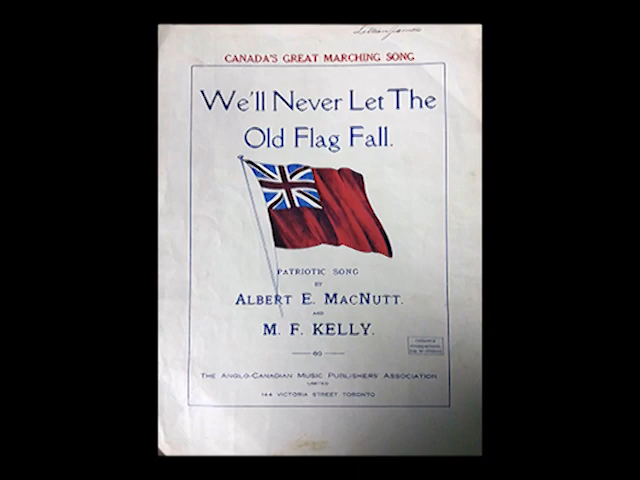 CANADA'S GREAT MARCHING SONG
We'll Never Let The
Old Flag Fall.
PATRIOTIC SONG
BY
ALBERT E. MACNUTT.
AND
M. F. KELLY.
60
THE ANGLO-CANADIAN MUSIC PUBLISHERS' ASSOCIATION
LIMITED
144 VICTORIA STREET TORONTO